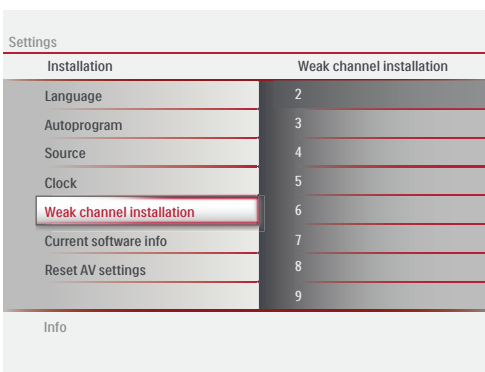 Settings
Installation
Weak channel installation
Language
2
Autoprogram
3
Source
4
Clock
5
Weak channel installation
6
Current software info
7
Reset AV settings
8
9
Info